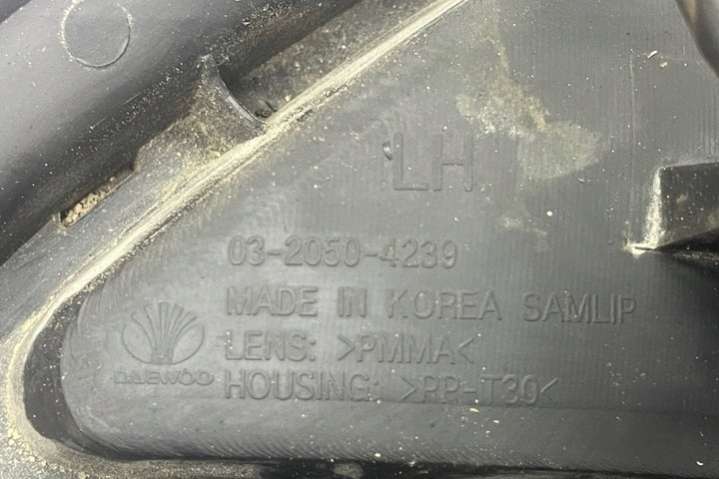 LH
03-2050-4239
MADE IN KOREA SAMLIP
LENS: >PMMA<
DAEWOO
HOUSING: >PP-T30<